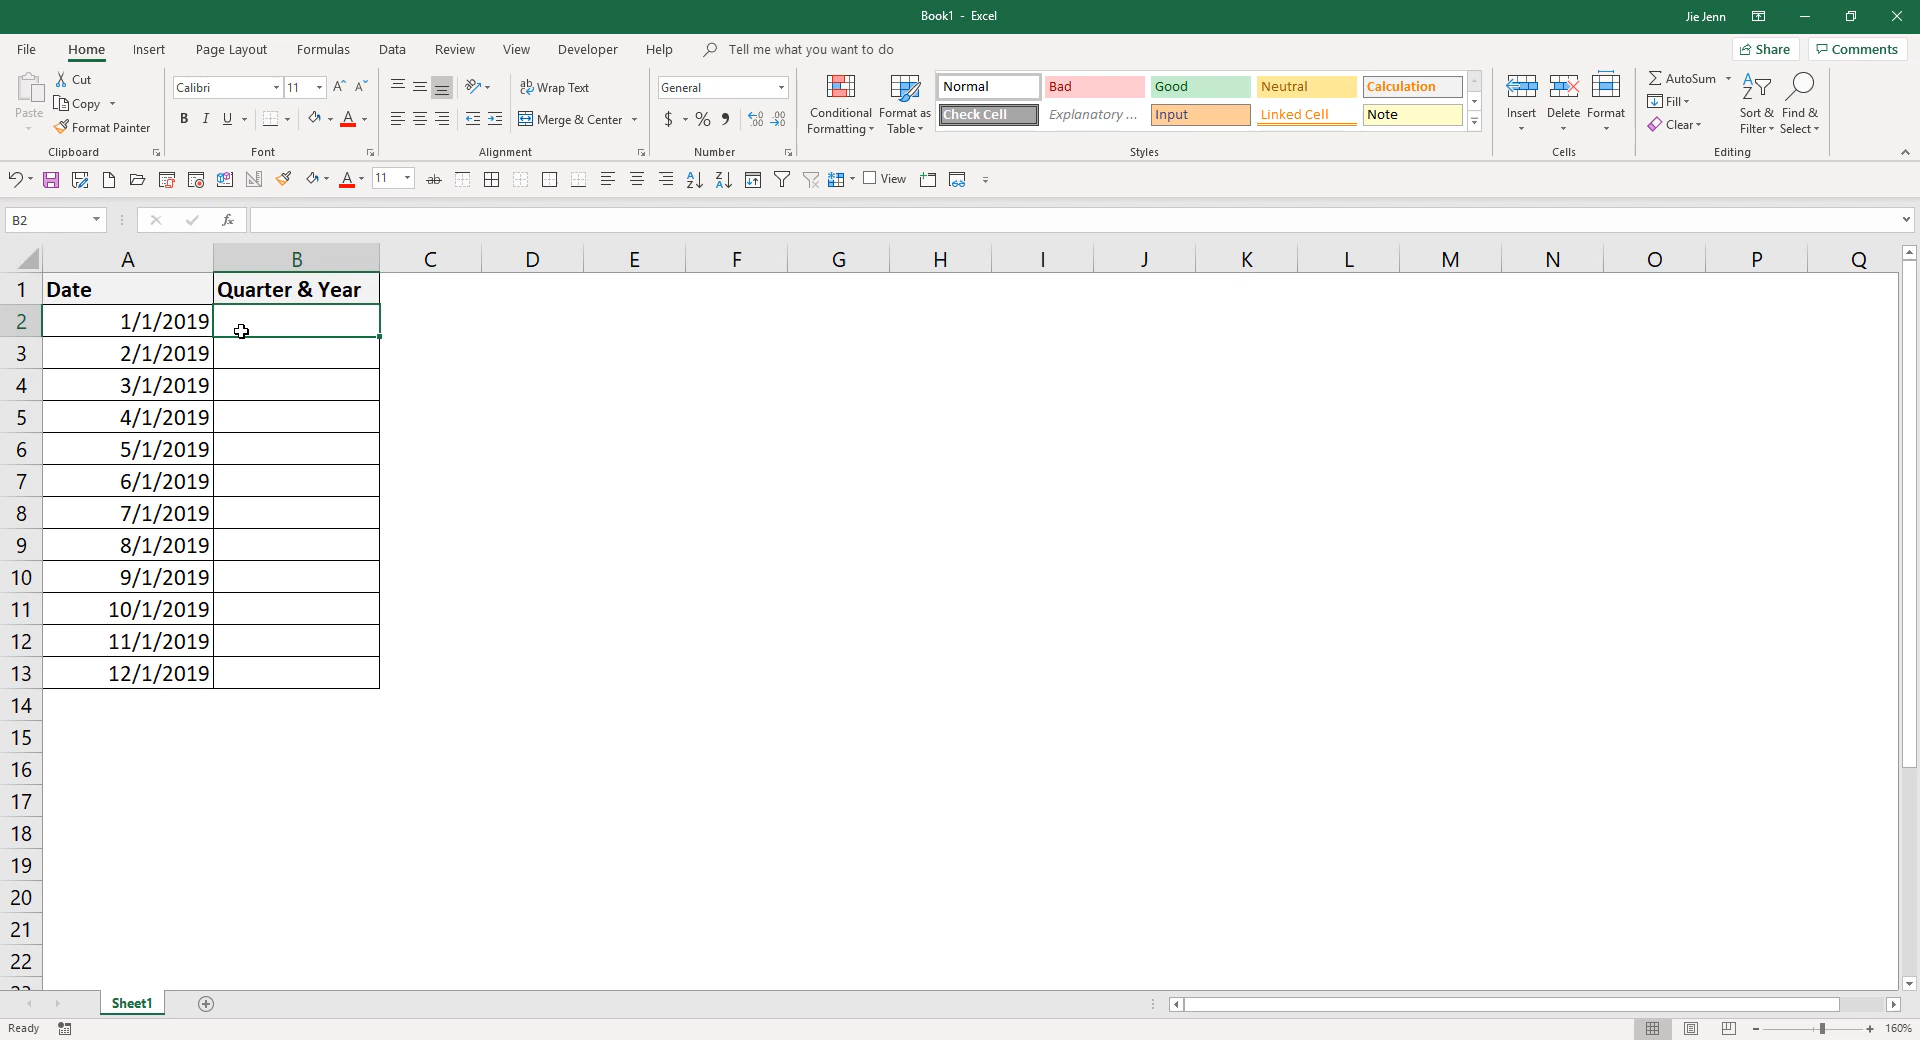 Book1 - Excel
Jie Jenn
File Home Insert Page Layout Formulas Data Review View Developer Help Tell me what you want to do Share Comments
Paste
Cut
Copy
Format Painter
Clipboard
Calibri 11
B I U
Font
Wrap Text
Merge & Center
Alignment
General
$ % 9
Number
Conditional Formatting
Format as Table
Normal Bad Good Neutral Calculation
Check Cell Explanatory ... Input Linked Cell Note
Styles
Insert Delete Format
Cells
AutoSum
Fill
Clear
Sort & Filter
Find & Select
Editing
11 ab View
B2 fx
A B C D E F G H I J K L M N O P Q
1 Date Quarter & Year
2 1/1/2019
3 2/1/2019
4 3/1/2019
5 4/1/2019
6 5/1/2019
7 6/1/2019
8 7/1/2019
9 8/1/2019
10 9/1/2019
11 10/1/2019
12 11/1/2019
13 12/1/2019
14
15
16
17
18
19
20
21
22
Sheet1
Ready 160%